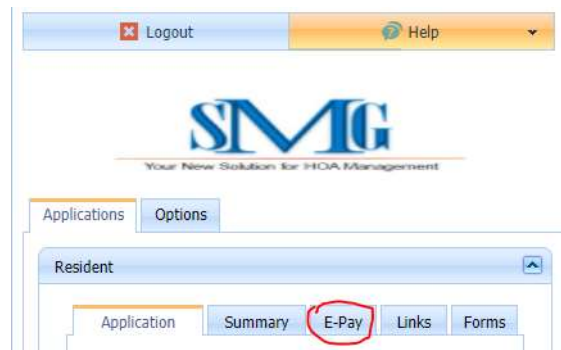 Logout Help
SMG
Your New Solution for HOA Management
Applications Options
Resident
Application Summary E-Pay Links Forms